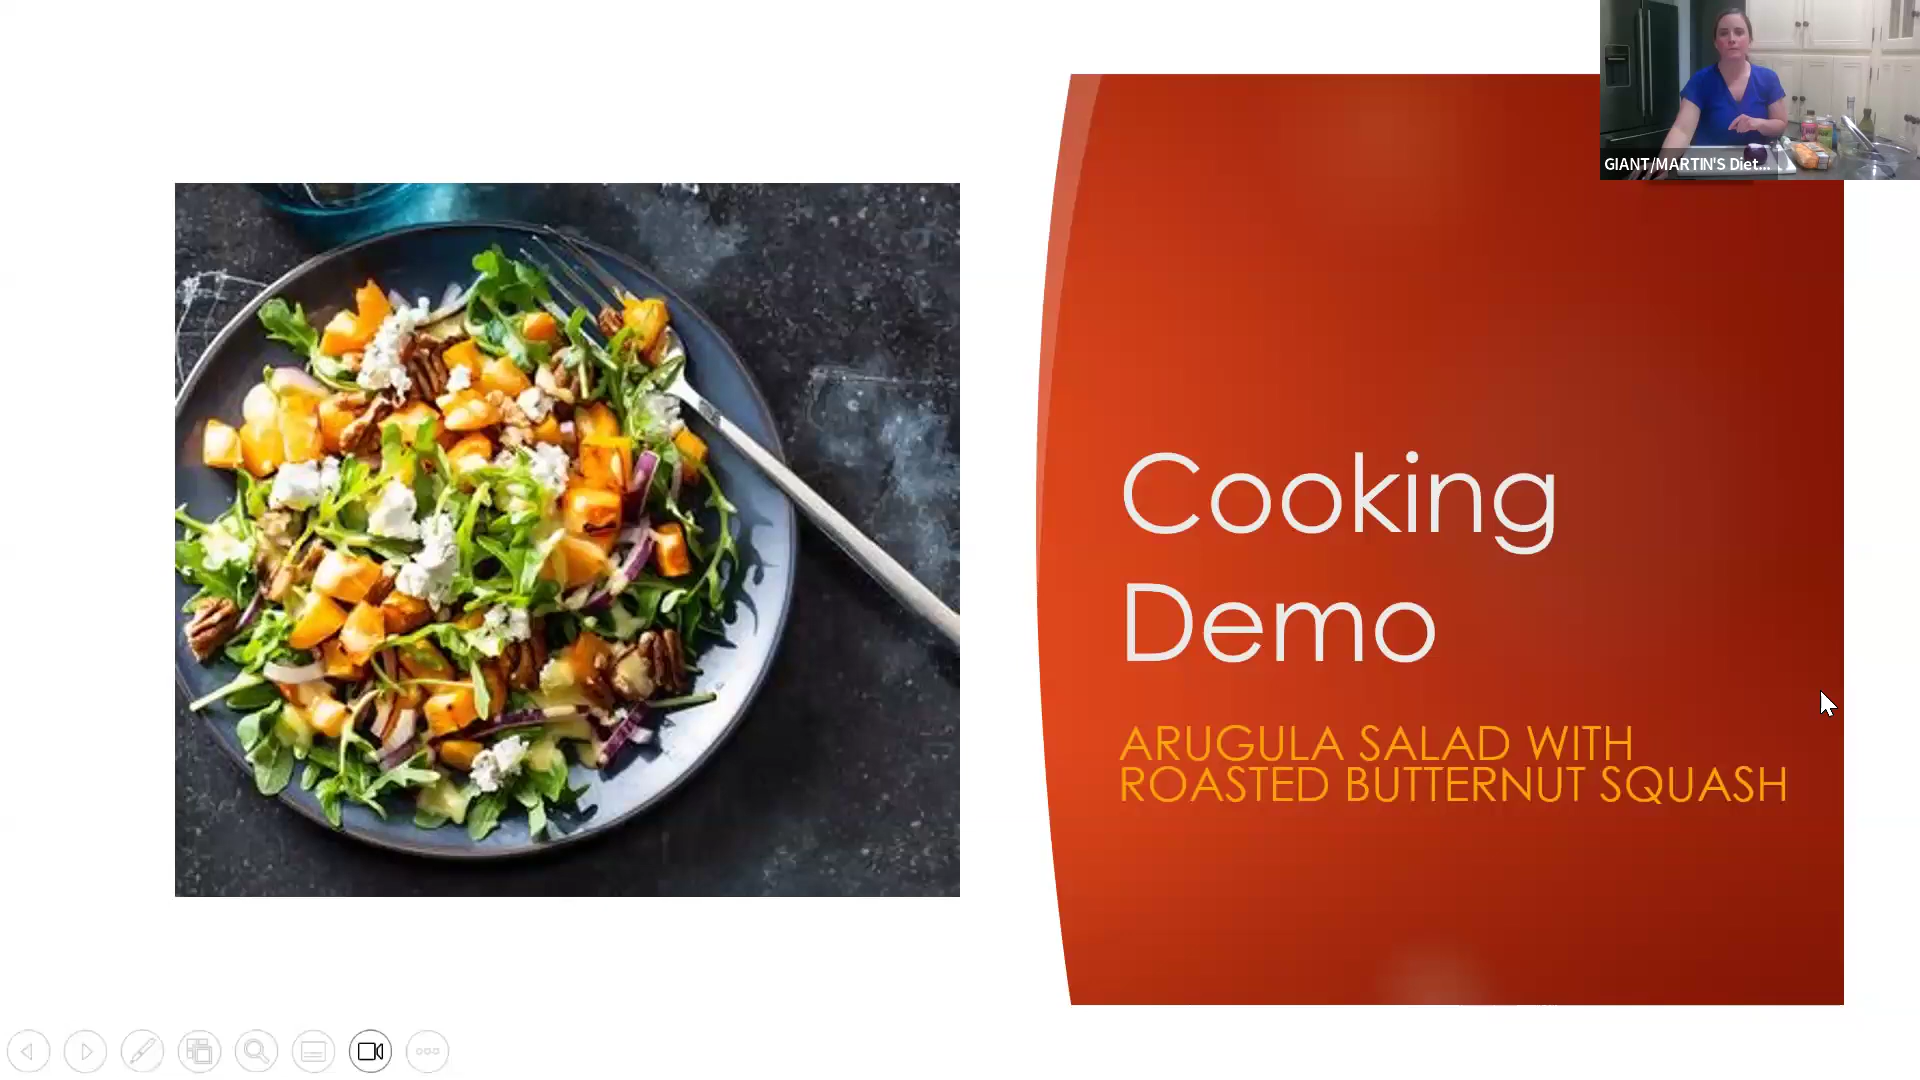 GIANT/MARTIN'S Diet...
Cooking
Demo
ARUGULA SALAD WITH
ROASTED BUTTERNUT SQUASH